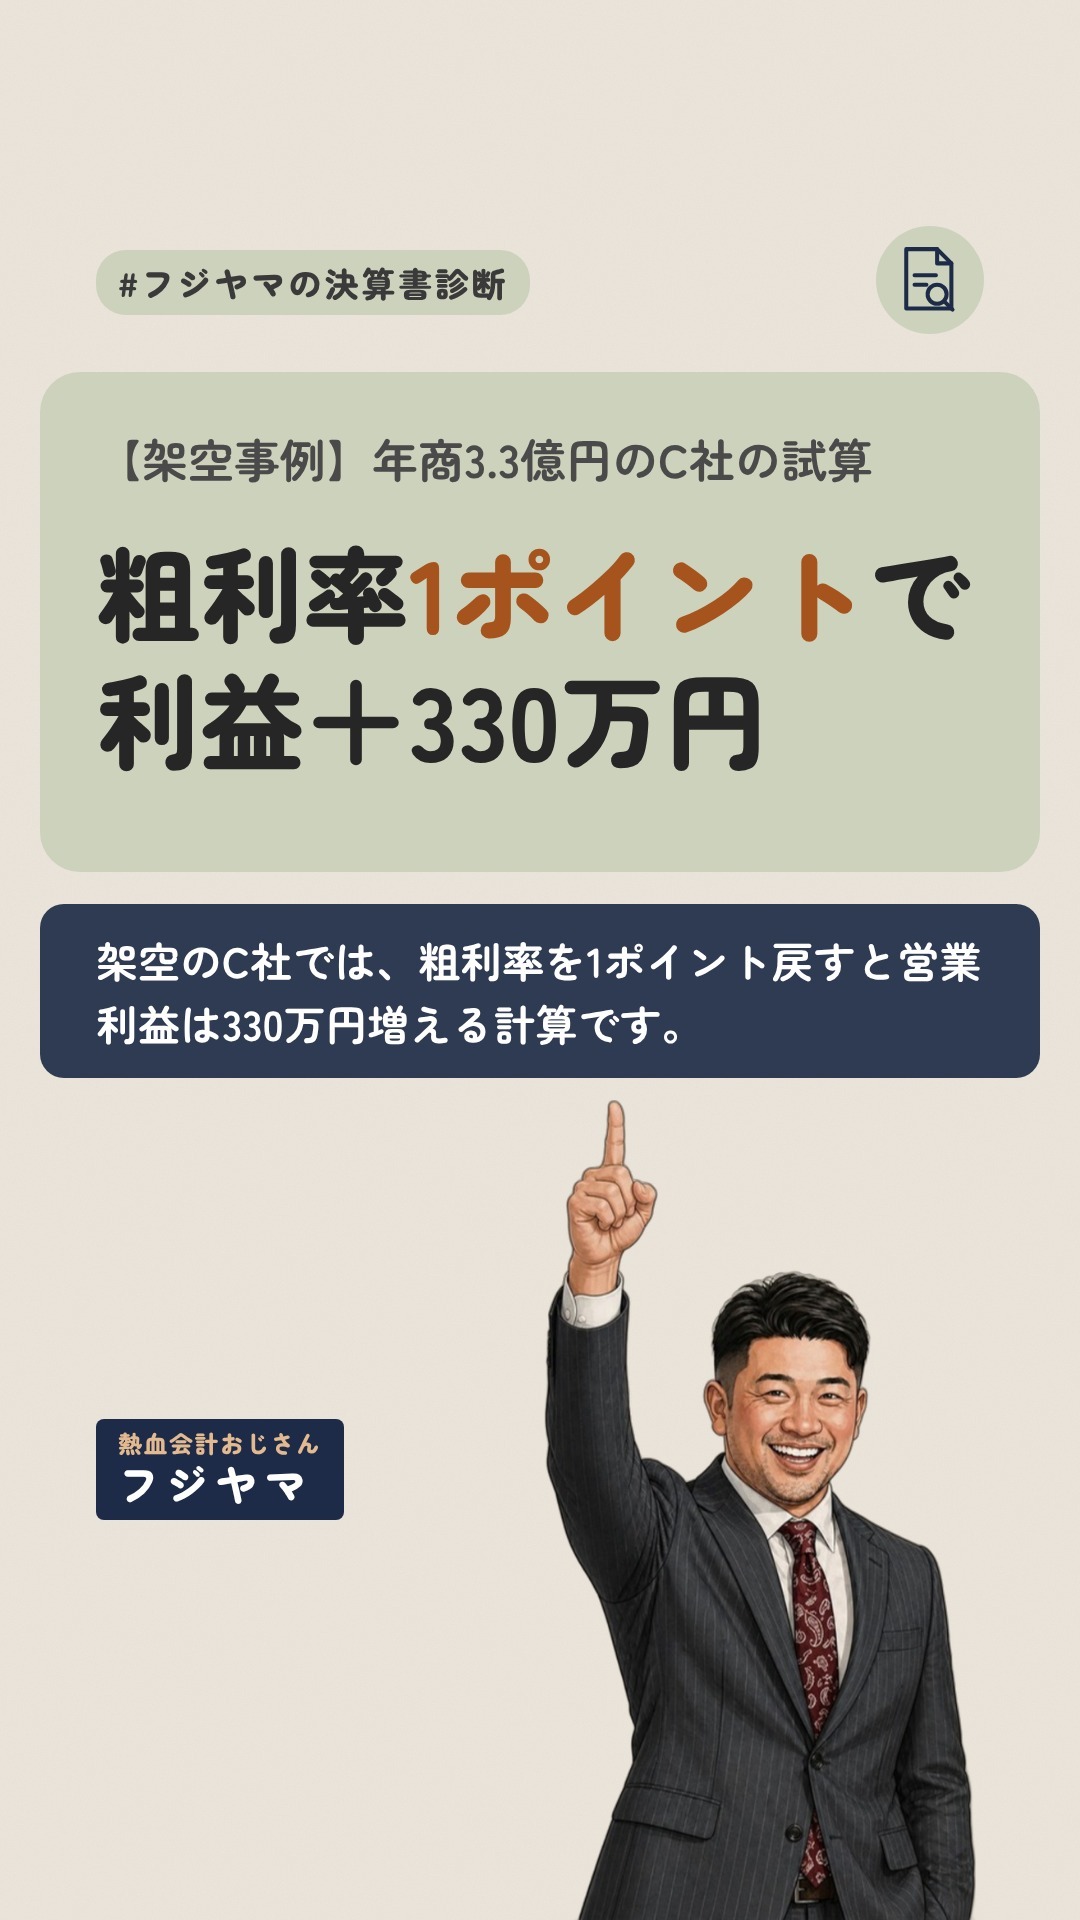 #フジヤマの決算書診断
【架空事例】年商3.3億円のC社の試算
粗利率1ポイントで
利益＋330万円
架空のC社では、粗利率を1ポイント戻すと営業
利益は330万円増える計算です。
熱血会計おじさん
フジヤマ